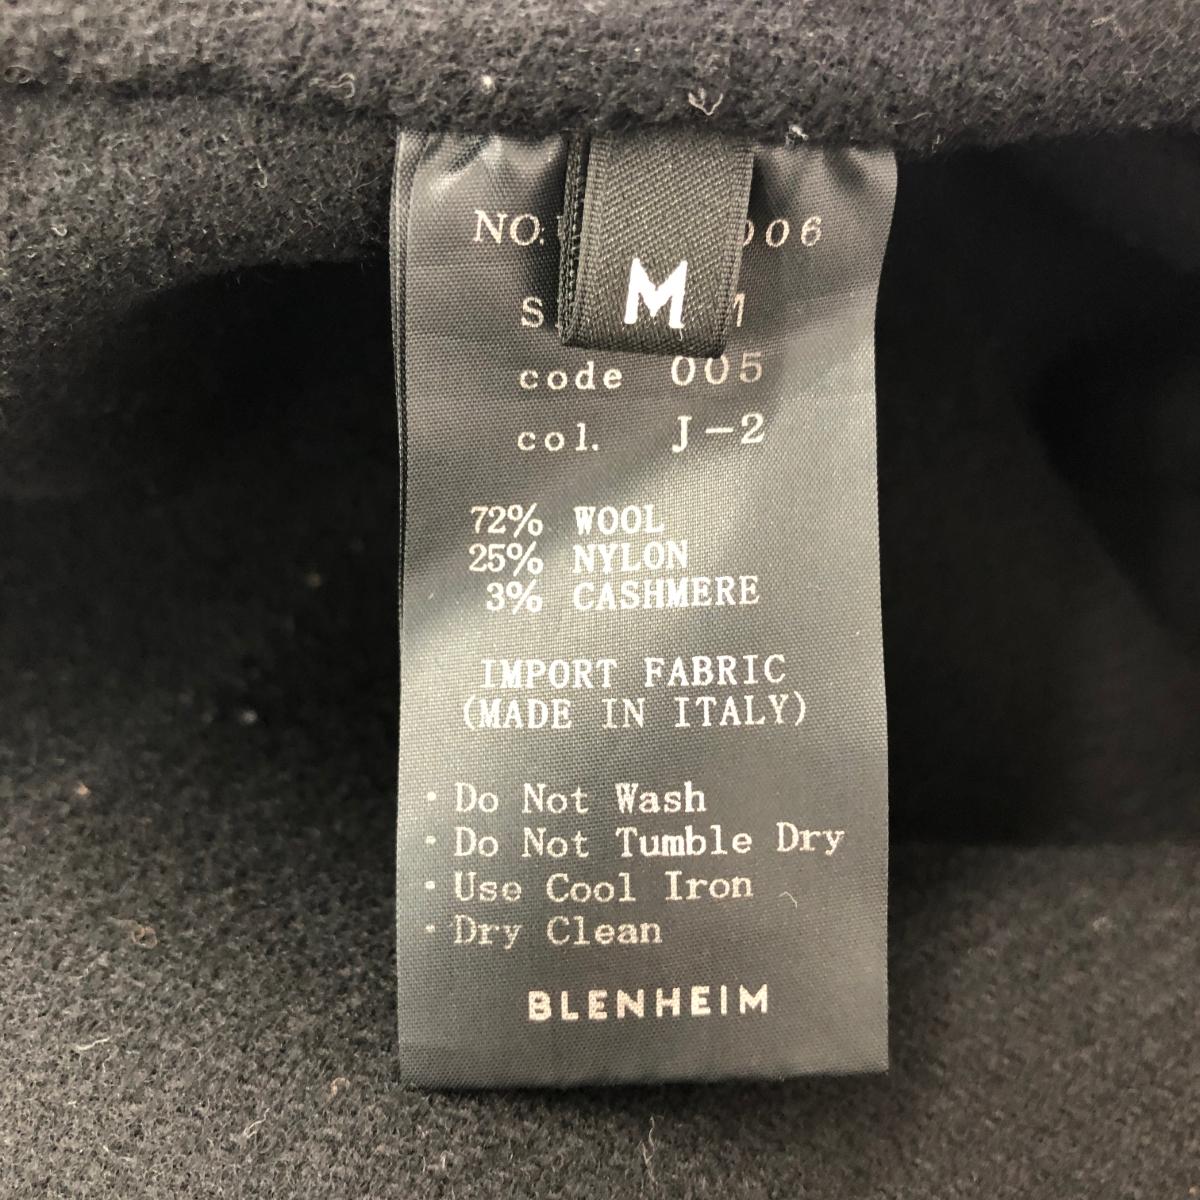 NO. 006
M
code 005
col. J-2
72% WOOL
25% NYLON
3% CASHMERE
IMPORT FABRIC
(MADE IN ITALY)
· Do Not Wash
· Do Not Tumble Dry
· Use Cool Iron
· Dry Clean
BLENHEIM